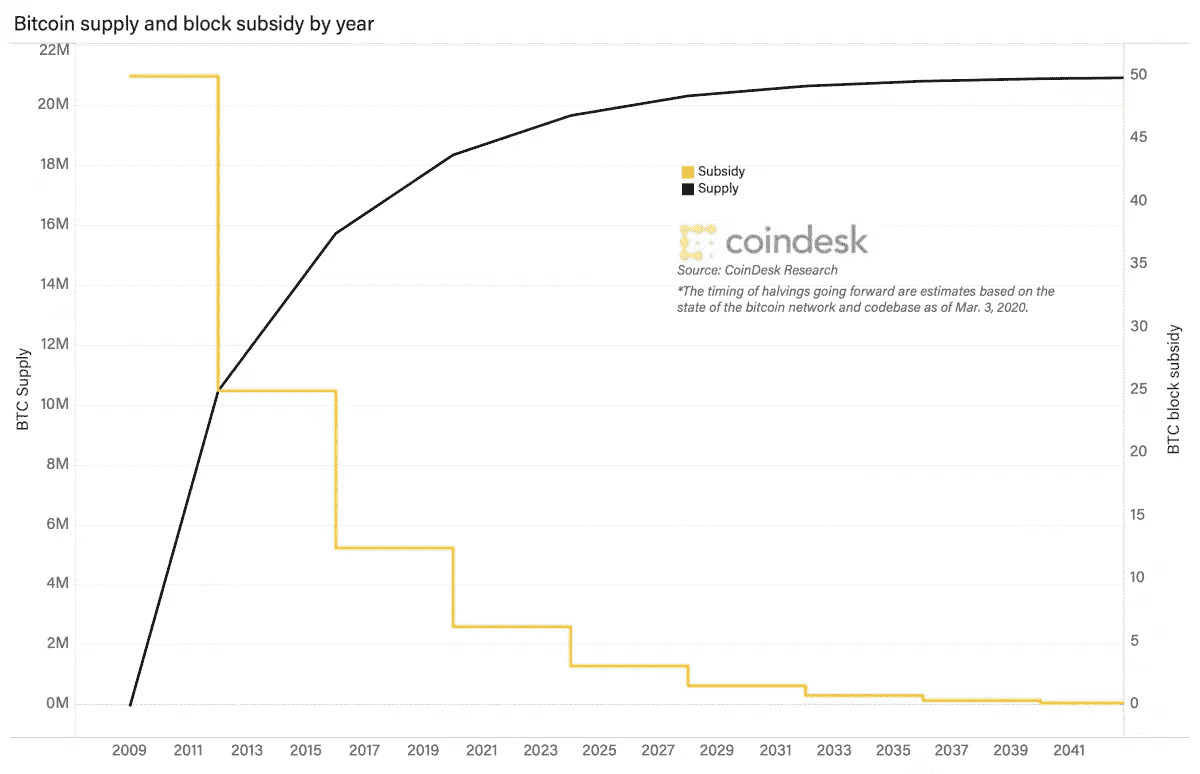 Bitcoin supply and block subsidy by year
22M
20M
18M
16M
14M
12M
10M
8M
6M
4M
2M
0M
BTC Supply
50
45
40
35
30
25
20
15
10
5
0
BTC block subsidy
Subsidy
Supply
coindesk
Source: CoinDesk Research
*The timing of halvings going forward are estimates based on the
state of the bitcoin network and codebase as of Mar. 3, 2020.
2009 2011 2013 2015 2017 2019 2021 2023 2025 2027 2029 2031 2033 2035 2037 2039 2041